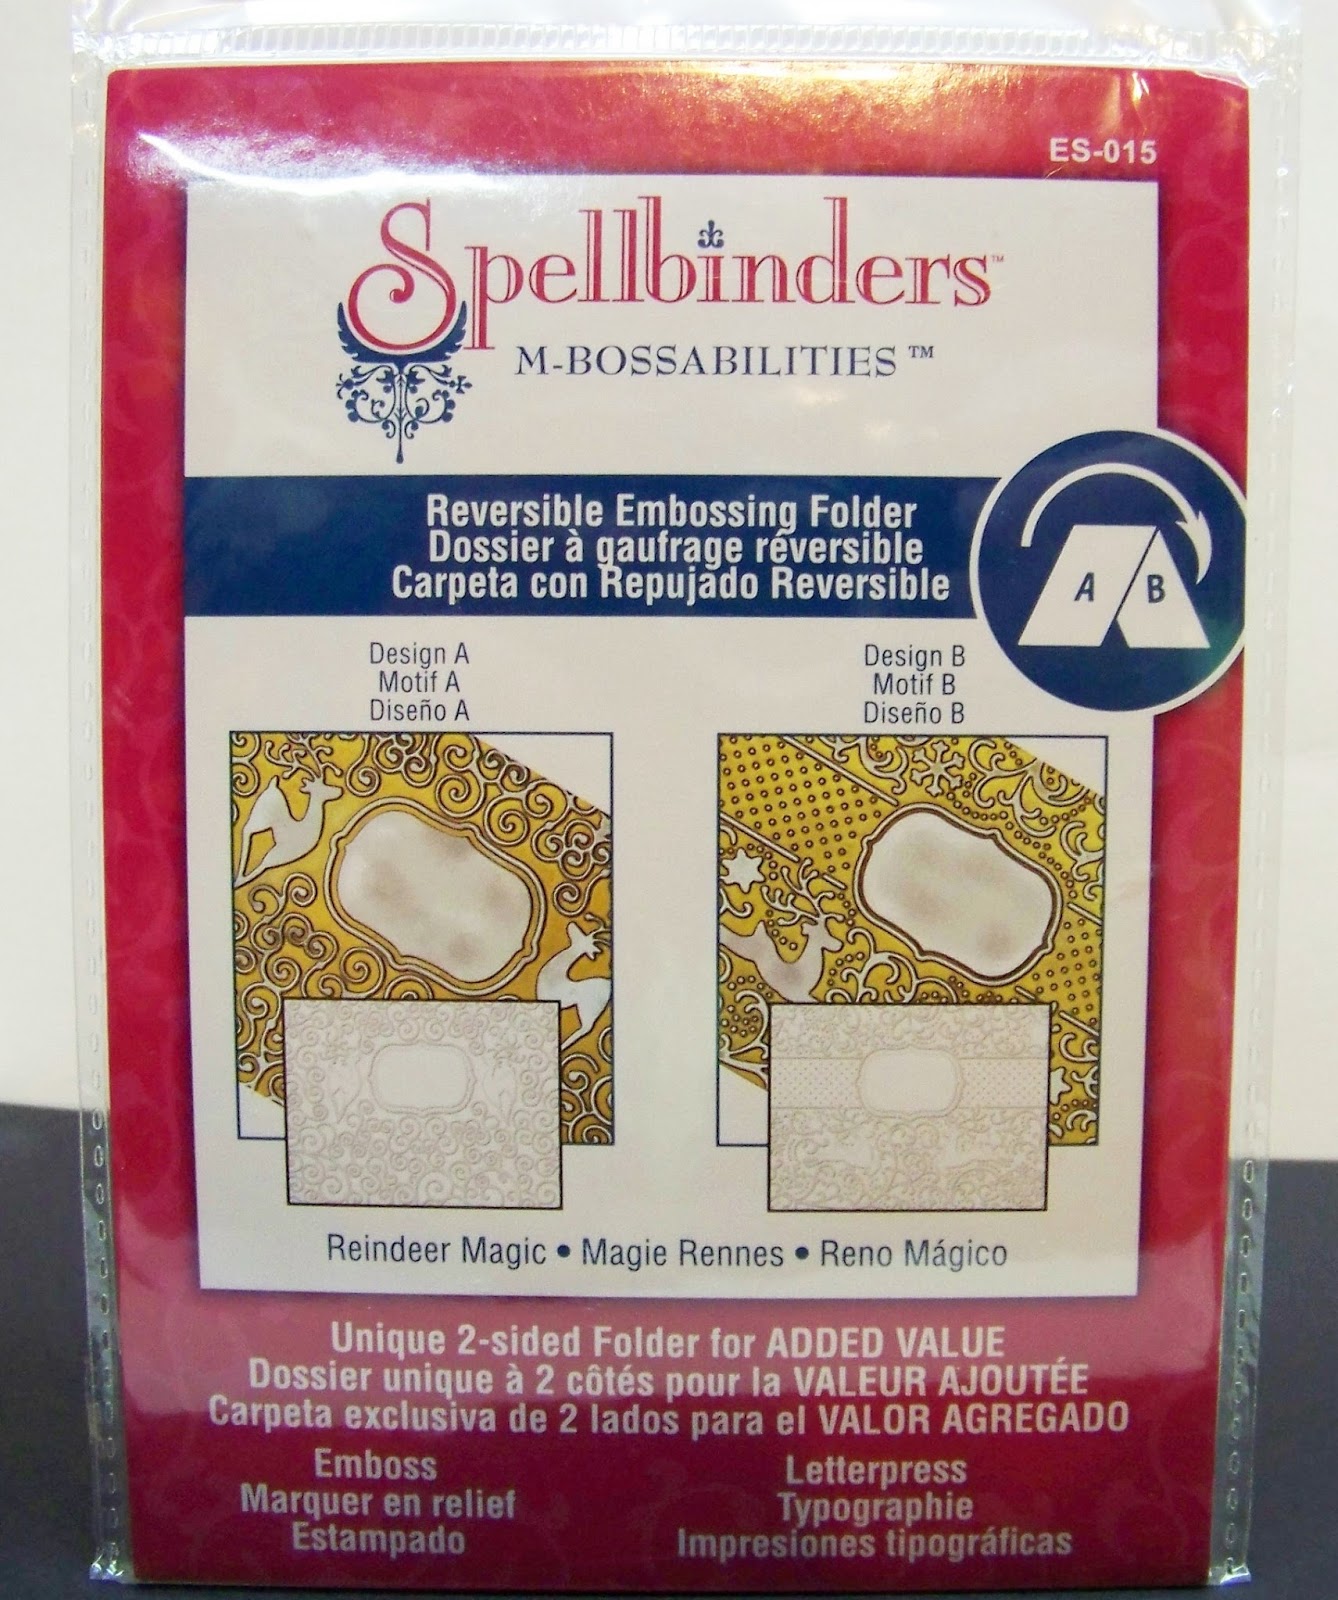 ES-015
Spellbinders™
M-BOSSABILITIES™
Reversible Embossing Folder
Dossier à gaufrage réversible
Carpeta con Repujado Reversible
A B
Design A
Motif A
Diseño A
Design B
Motif B
Diseño B
Reindeer Magic • Magie Rennes • Reno Mágico
Unique 2-sided Folder for ADDED VALUE
Dossier unique à 2 côtés pour la VALEUR AJOUTÉE
Carpeta exclusiva de 2 lados para el VALOR AGREGADO
Emboss
Marquer en relief
Estampado
Letterpress
Typographie
Impresiones tipográficas